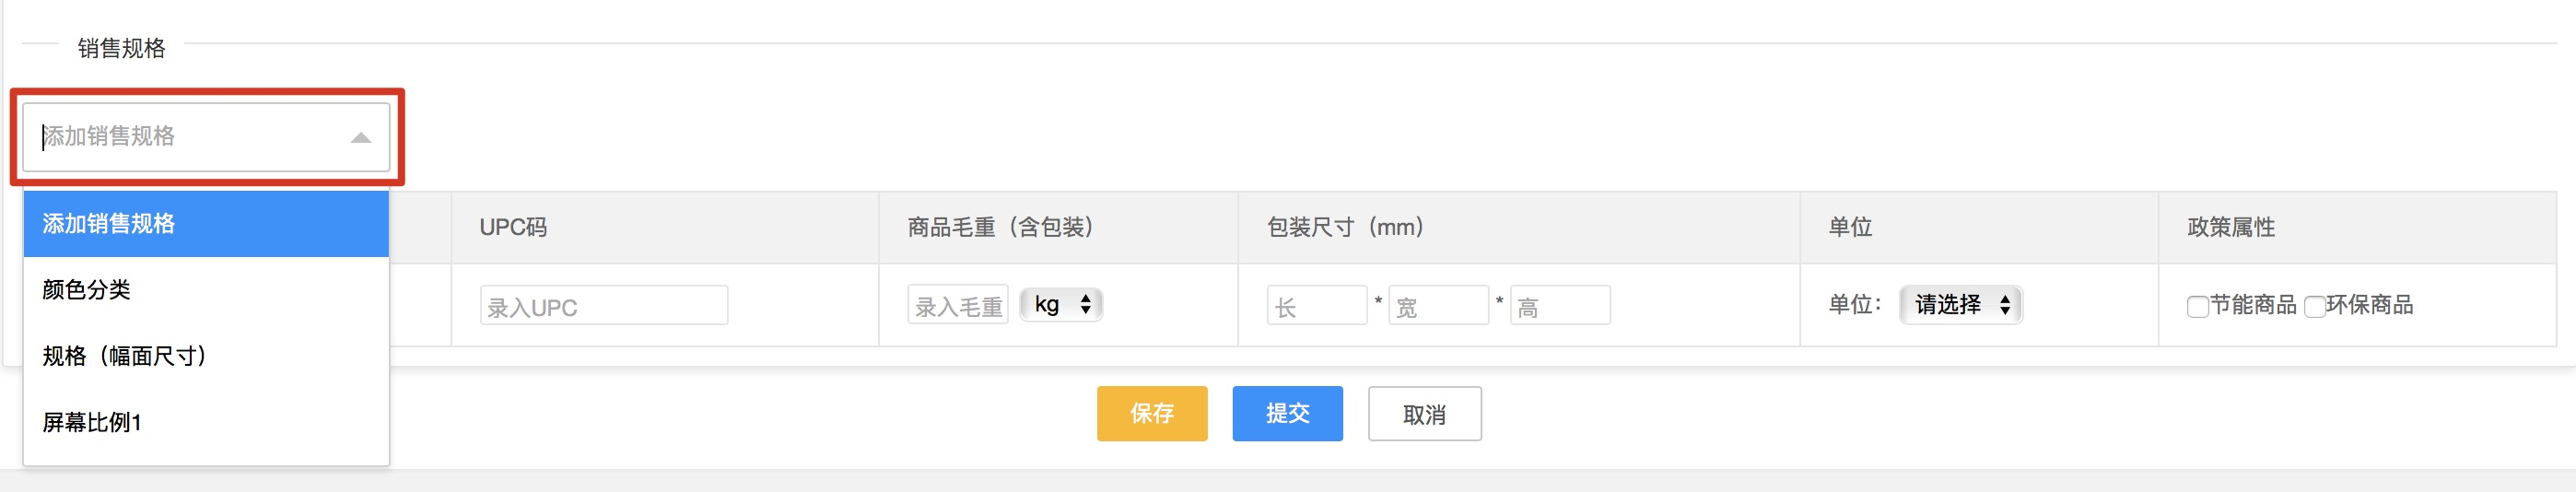 销售规格
添加销售规格
添加销售规格
颜色分类
规格（幅面尺寸）
屏幕比例1
UPC码 商品毛重（含包装） 包装尺寸（mm） 单位 政策属性
录入UPC 录入毛重 kg 长 * 宽 * 高 单位： 请选择 节能商品 环保商品
保存 提交 取消